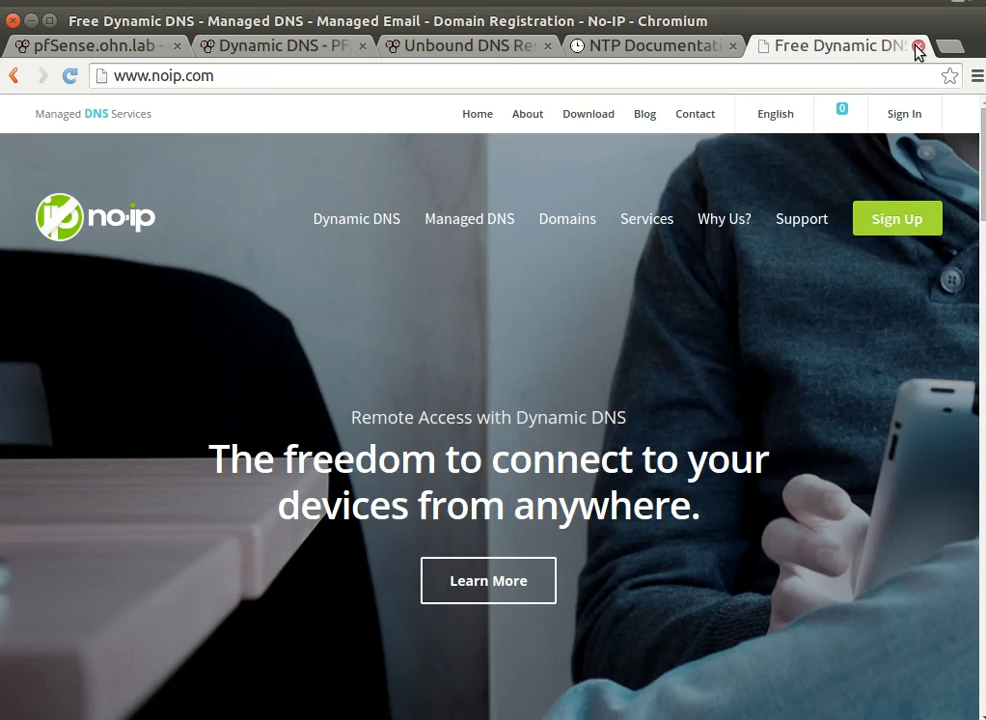 Free Dynamic DNS - Managed DNS - Managed Email - Domain Registration - No-IP - Chromium
pfSense.ohn.lab - Dynamic DNS - PF Unbound DNS Re NTP Documentati Free Dynamic DNS
www.noip.com
Managed DNS Services Home About Download Blog Contact English 0 Sign In
no-ip Dynamic DNS Managed DNS Domains Services Why Us? Support Sign Up
Remote Access with Dynamic DNS
The freedom to connect to your
devices from anywhere.
Learn More